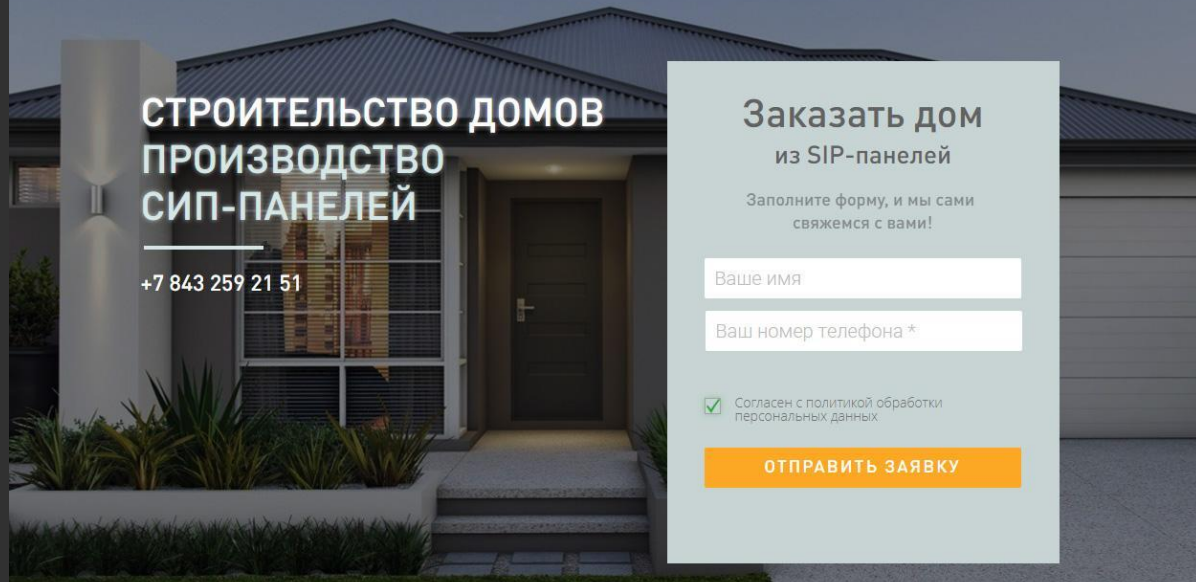 СТРОИТЕЛЬСТВО ДОМОВ
ПРОИЗВОДСТВО
СИП-ПАНЕЛЕЙ
+7 843 259 21 51
Заказать дом
из SIP-панелей
Заполните форму, и мы сами
свяжемся с вами!
Ваше имя
Ваш номер телефона *
Согласен с политикой обработки
персональных данных
ОТПРАВИТЬ ЗАЯВКУ